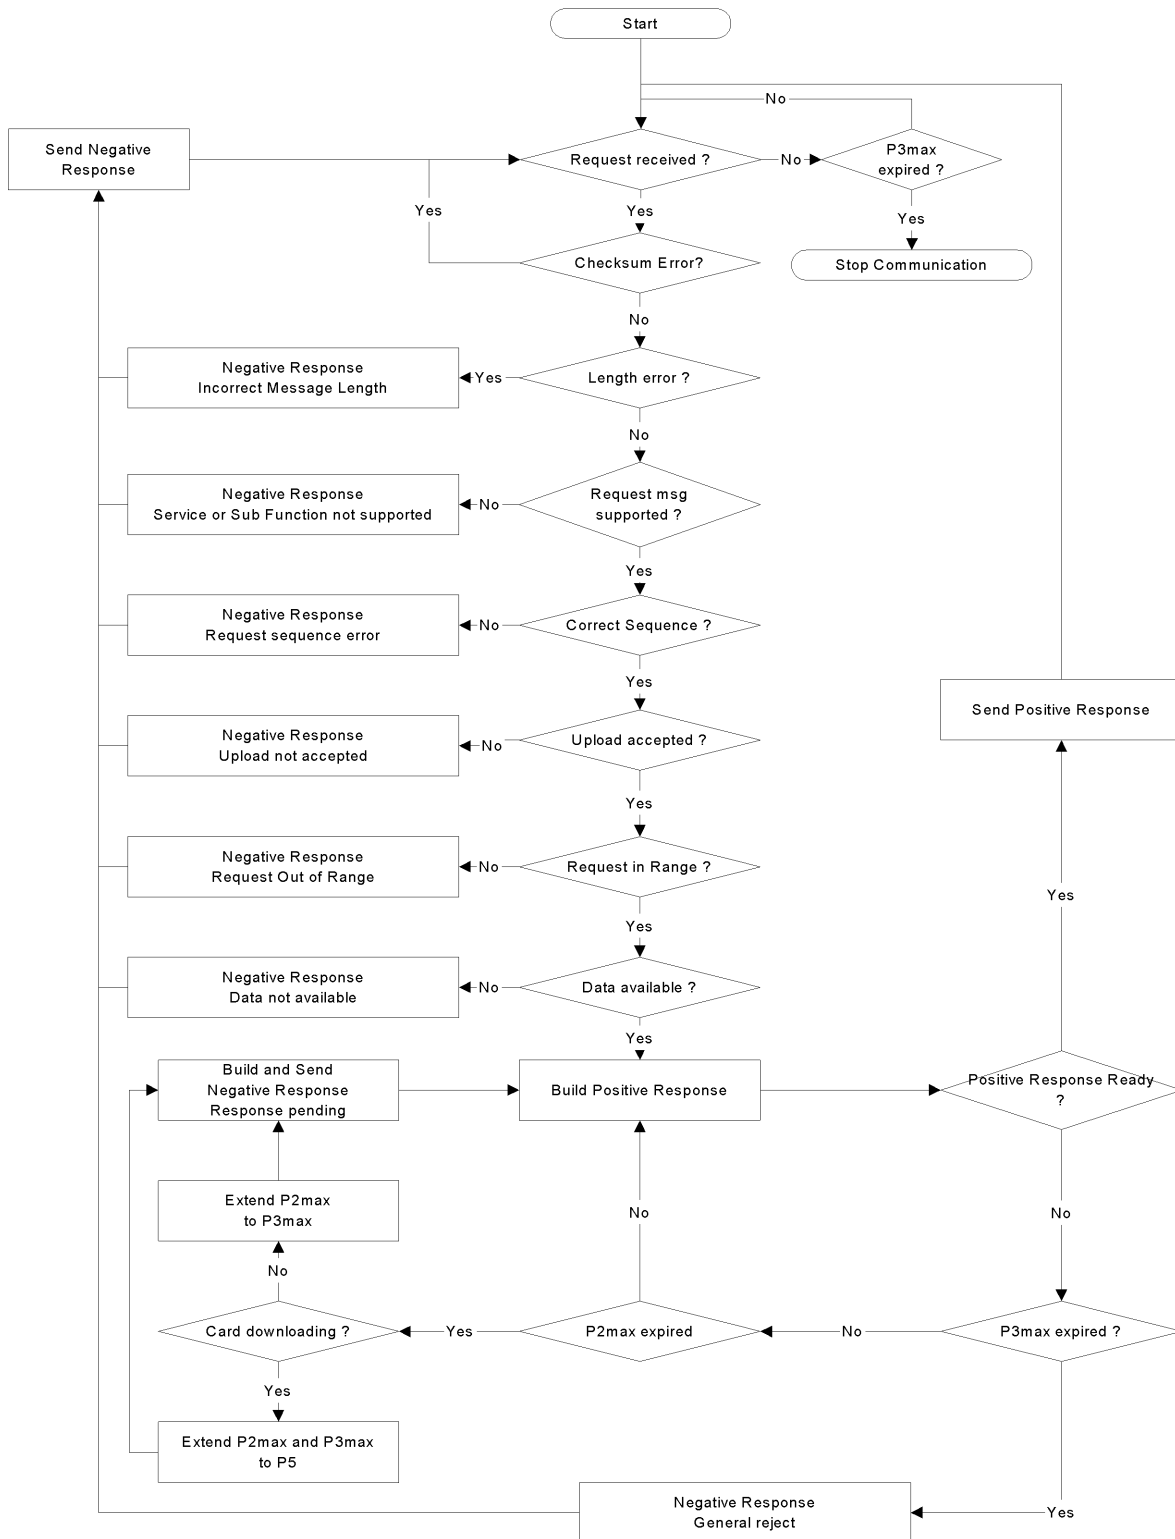 Start
No
Send Negative
Response
Request received ?
No
P3max
expired ?
Yes
Yes
Yes
Checksum Error?
Stop Communication
No
Negative Response
Incorrect Message Length
Yes
Length error ?
No
Negative Response
Service or Sub Function not supported
No
Request msg
supported ?
Yes
Negative Response
Request sequence error
No
Correct Sequence ?
Yes
Send Positive Response
Negative Response
Upload not accepted
No
Upload accepted ?
Yes
Negative Response
Request Out of Range
No
Request in Range ?
Yes
Yes
Negative Response
Data not available
No
Data available ?
Yes
Build and Send
Negative Response
Response pending
Build Positive Response
Positive Response Ready
?
Extend P2max
to P3max
No
No
No
Card downloading ?
Yes
P2max expired
No
P3max expired ?
Yes
Extend P2max and P3max
to P5
Negative Response
General reject
Yes